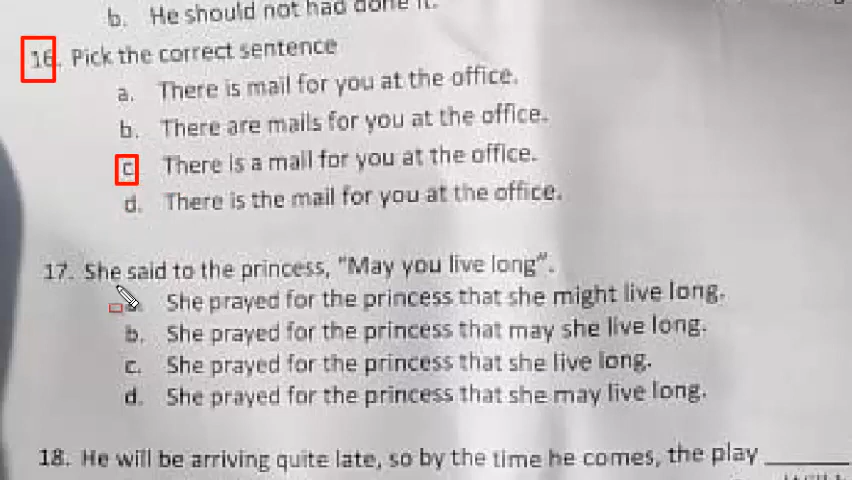 b. He should not had done it.
16. Pick the correct sentence
a. There is mail for you at the office.
b. There are mails for you at the office.
c There is a mail for you at the office.
d. There is the mail for you at the office.
17. She said to the princess, "May you live long".
a. She prayed for the princess that she might live long.
b. She prayed for the princess that may she live long.
c. She prayed for the princess that she live long.
d. She prayed for the princess that she may live long.
18. He will be arriving quite late, so by the time he comes, the play ______